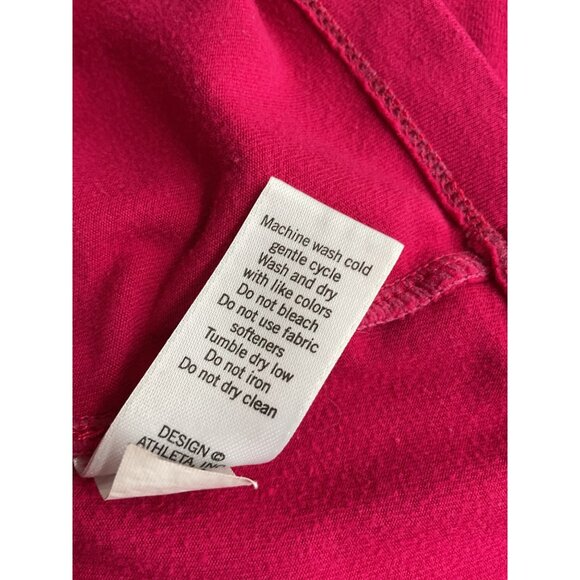 Machine wash cold
gentle cycle
Wash and dry
with like colors
Do not bleach
Do not use fabric
softeners
Tumble dry low
Do not iron
Do not dry clean
DESIGN ©
ATHLETA, INC